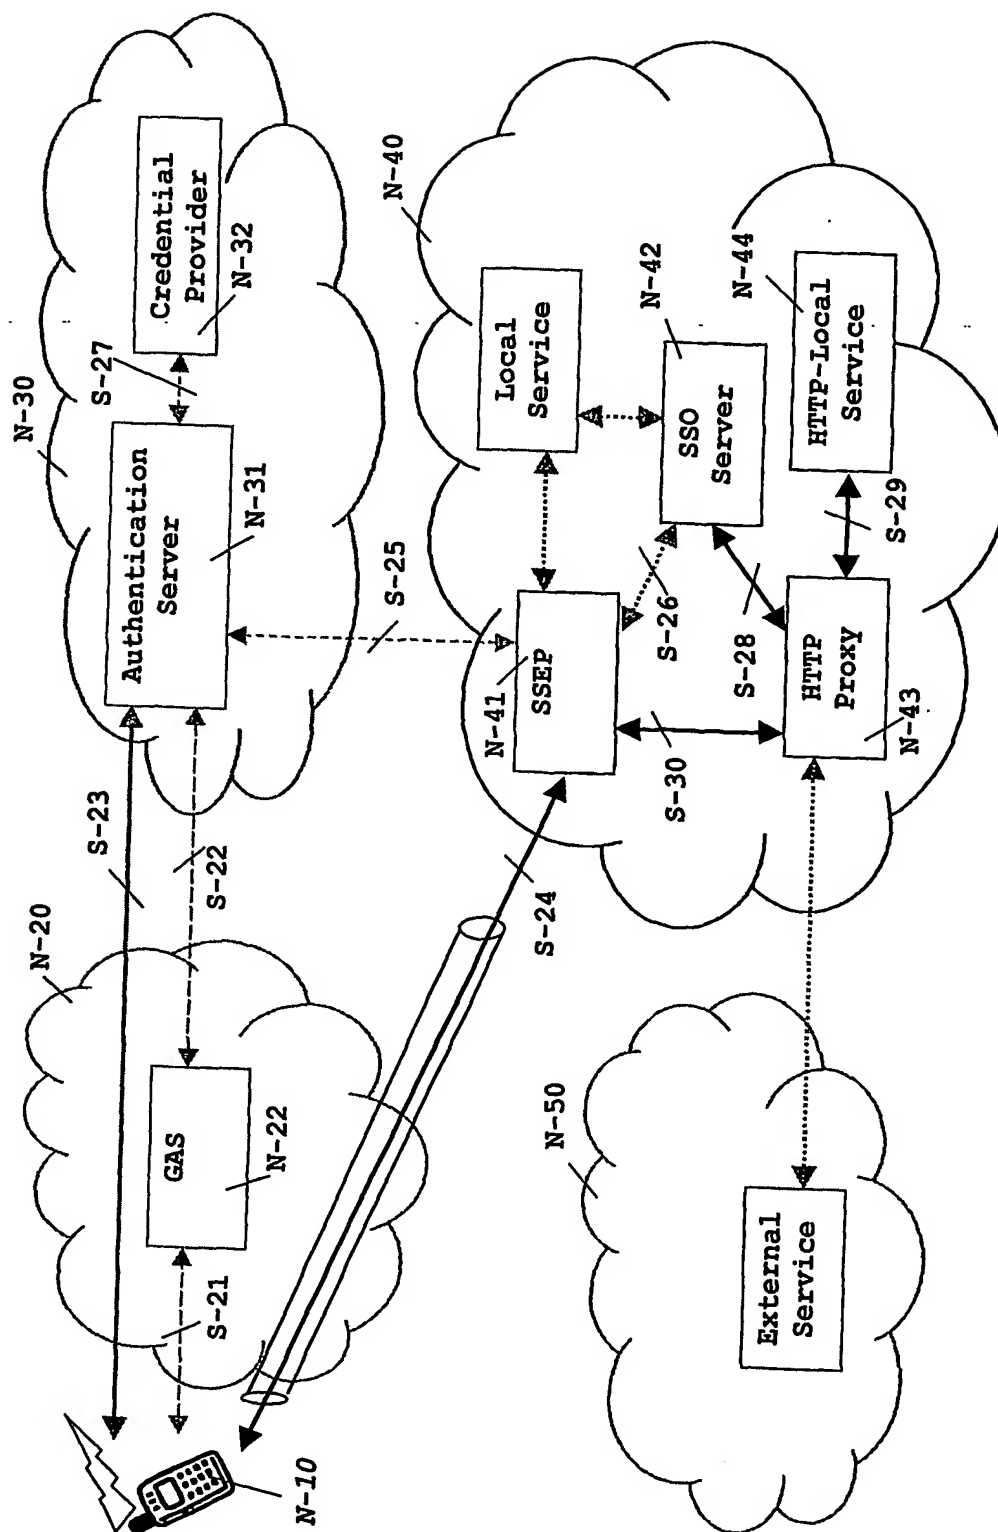 N-10
N-20
GAS
N-22
S-21
S-22
S-23
N-30
Authentication
Server
N-31
S-27
Credential
Provider
N-32
S-25
S-24
N-40
N-41
SSEP
Local
Service
S-26
SSO
Server
N-42
S-28
S-30
HTTP
Proxy
N-43
S-29
HTTP-Local
Service
N-44
N-50
External
Service